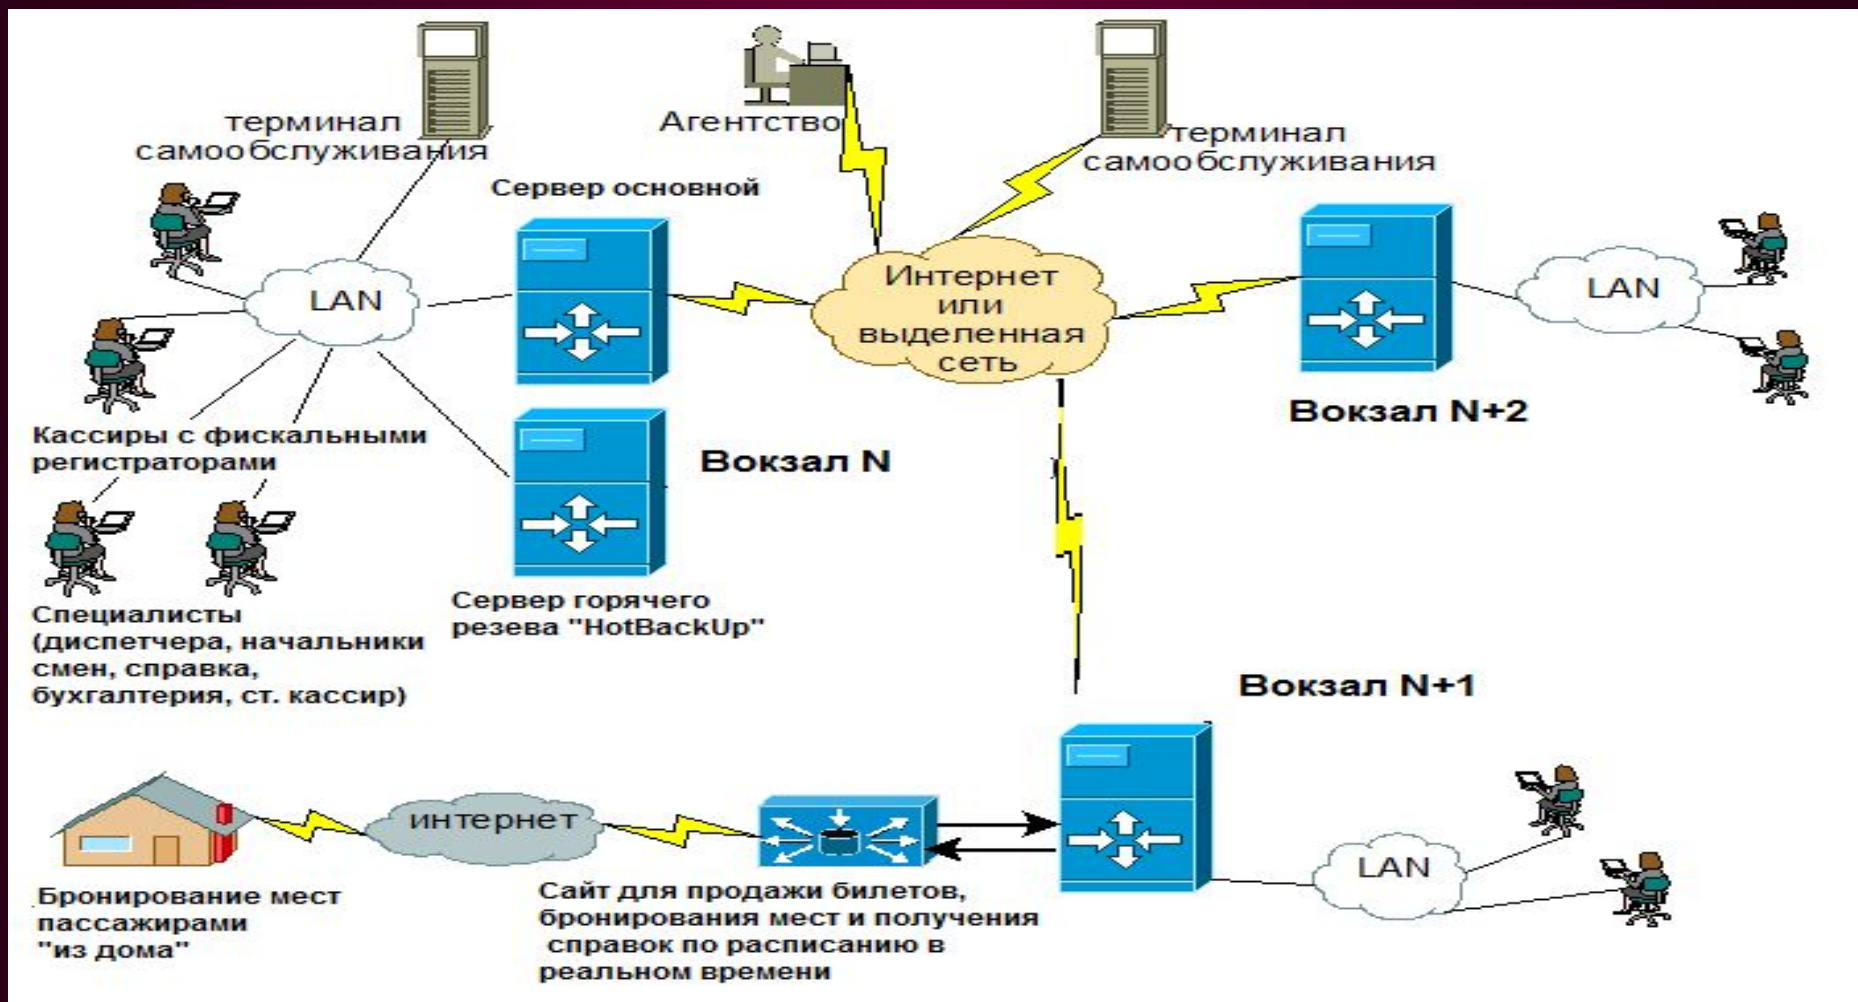 терминал
самообслуживания
Агентство
терминал
самообслуживания
Сервер основной
LAN
Интернет
или
выделенная
сеть
LAN
Кассиры с фискальными
регистраторами
Вокзал N
Вокзал N+2
Специалисты
(диспетчера, начальники
смен, справка,
бухгалтерия, ст. кассир)
Сервер горячего
резева "HotBackUp"
Вокзал N+1
интернет
LAN
Бронирование мест
пассажирами
"из дома"
Сайт для продажи билетов,
бронирования мест и получения
справок по расписанию в
реальном времени